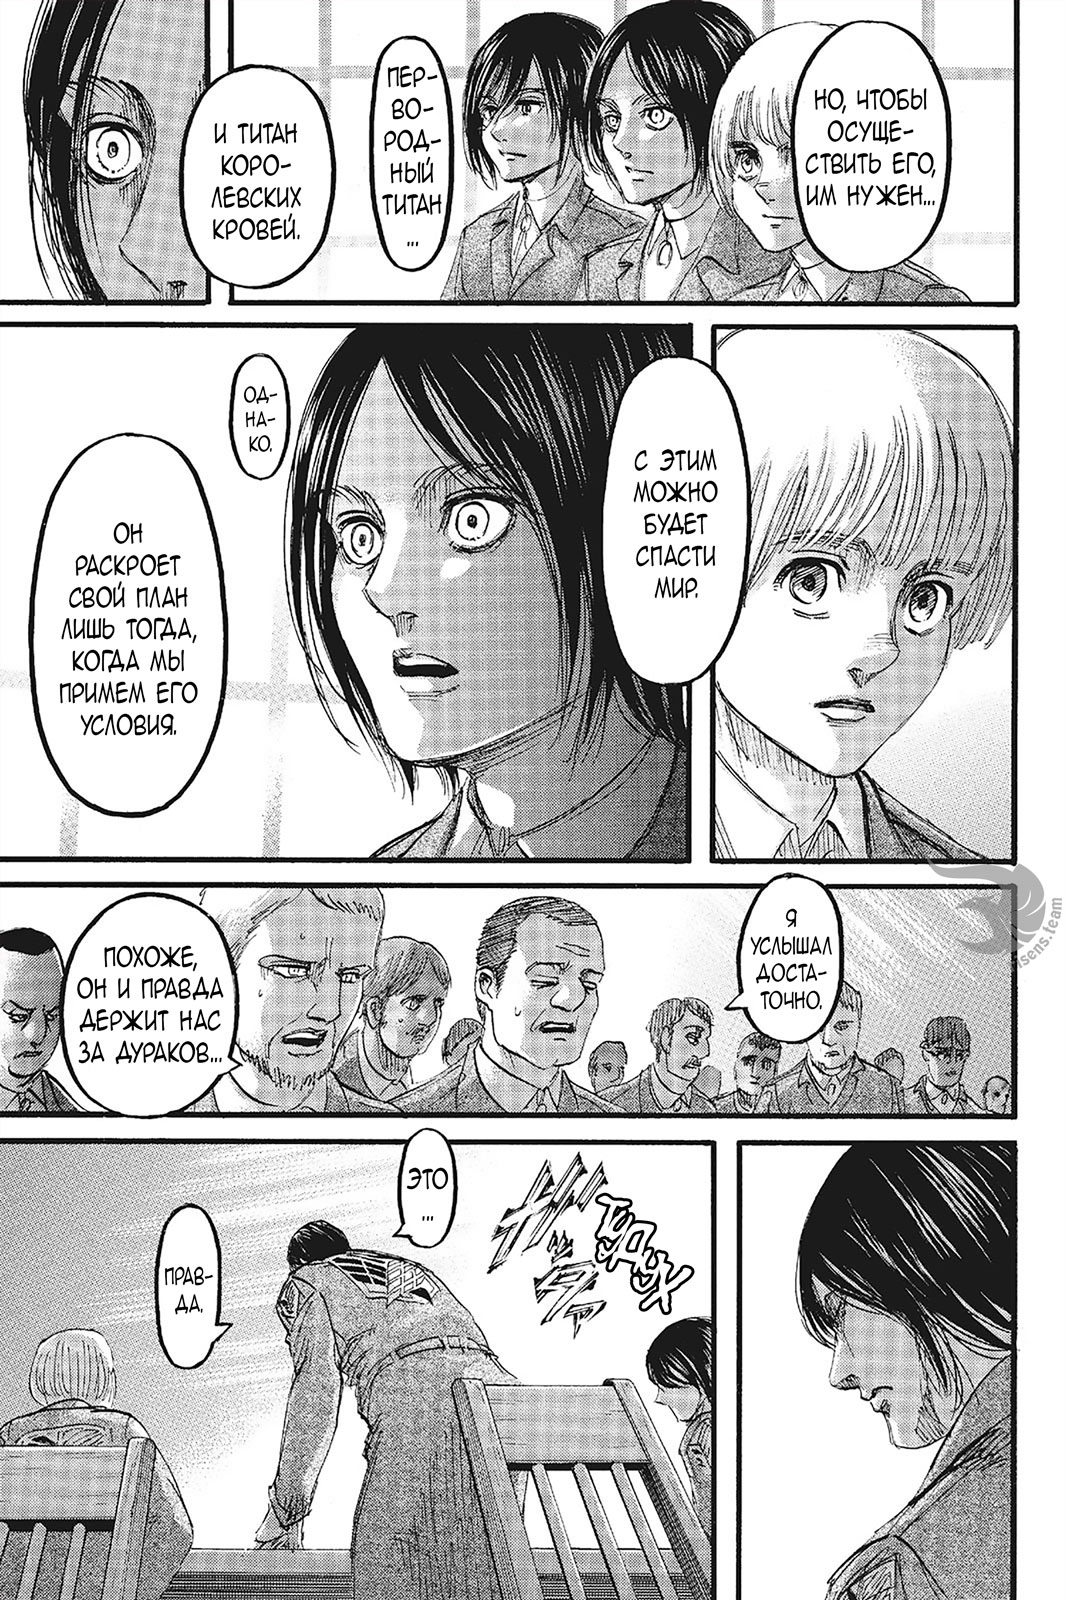 НО, ЧТОБЫ
ОСУЩЕ-
СТВИТЬ ЕГО,
ИМ НУЖЕН...
ПЕР-
ВО-
РОД-
НЫЙ
ТИТАН
...
И ТИТАН
КОРО-
ЛЕВСКИХ
КРОВЕЙ.
С ЭТИМ
МОЖНО
БУДЕТ
СПАСТИ
МИР.
ОД-
НА-
КО.
ОН
РАСКРОЕТ
СВОЙ ПЛАН
ЛИШЬ ТОГДА,
КОГДА МЫ
ПРИМЕМ ЕГО
УСЛОВИЯ.
Я
УСЛЫШАЛ
ДОСТА-
ТОЧНО.
ПОХОЖЕ,
ОН И ПРАВДА
ДЕРЖИТ НАС
ЗА ДУРАКОВ...
ЭТО
...
ПРАВ-
ДА.